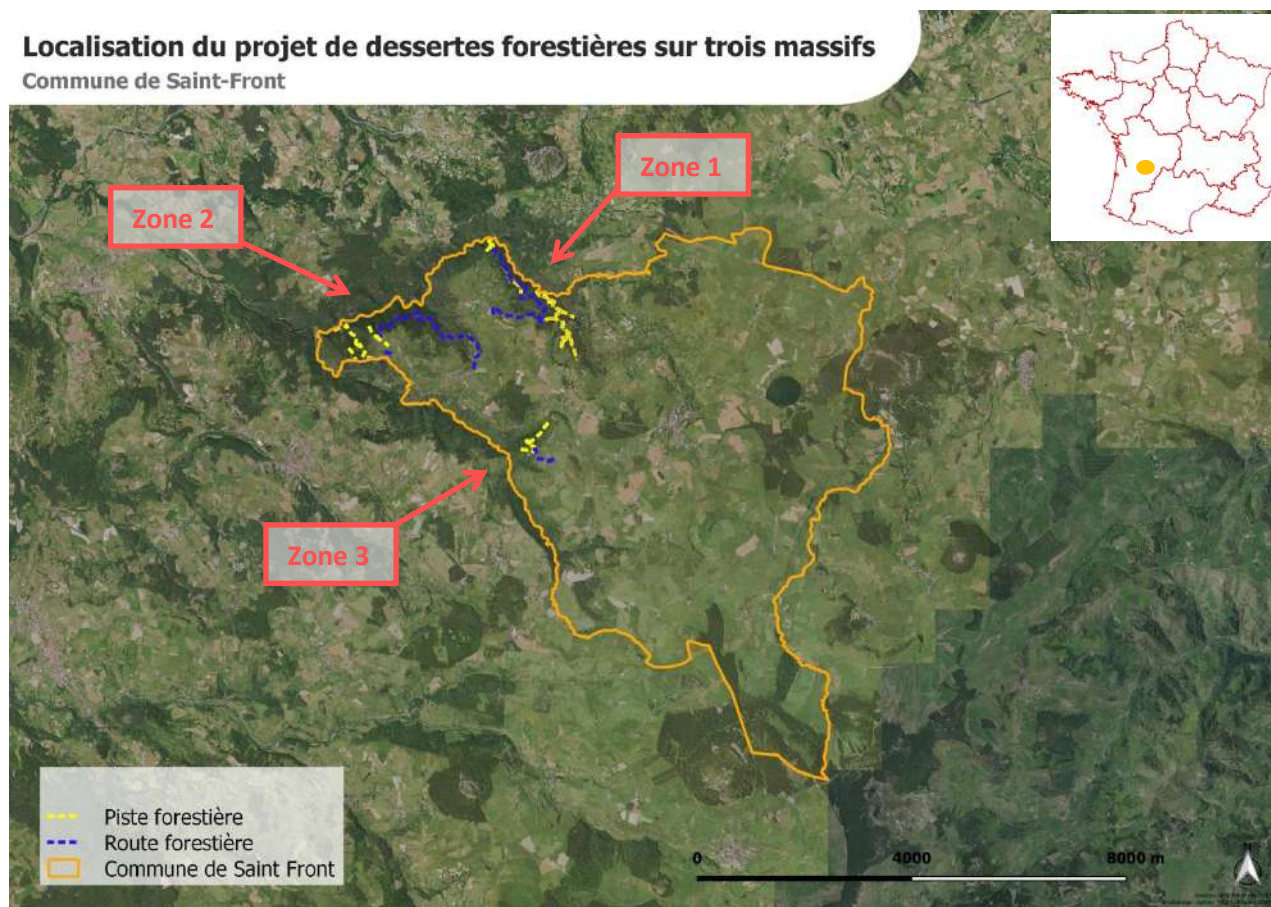 Localisation du projet de dessertes forestières sur trois massifs
Commune de Saint-Front
Zone 1
Zone 2
Zone 3
Piste forestière
Route forestière
Commune de Saint Front
0 4000 8000 m
N